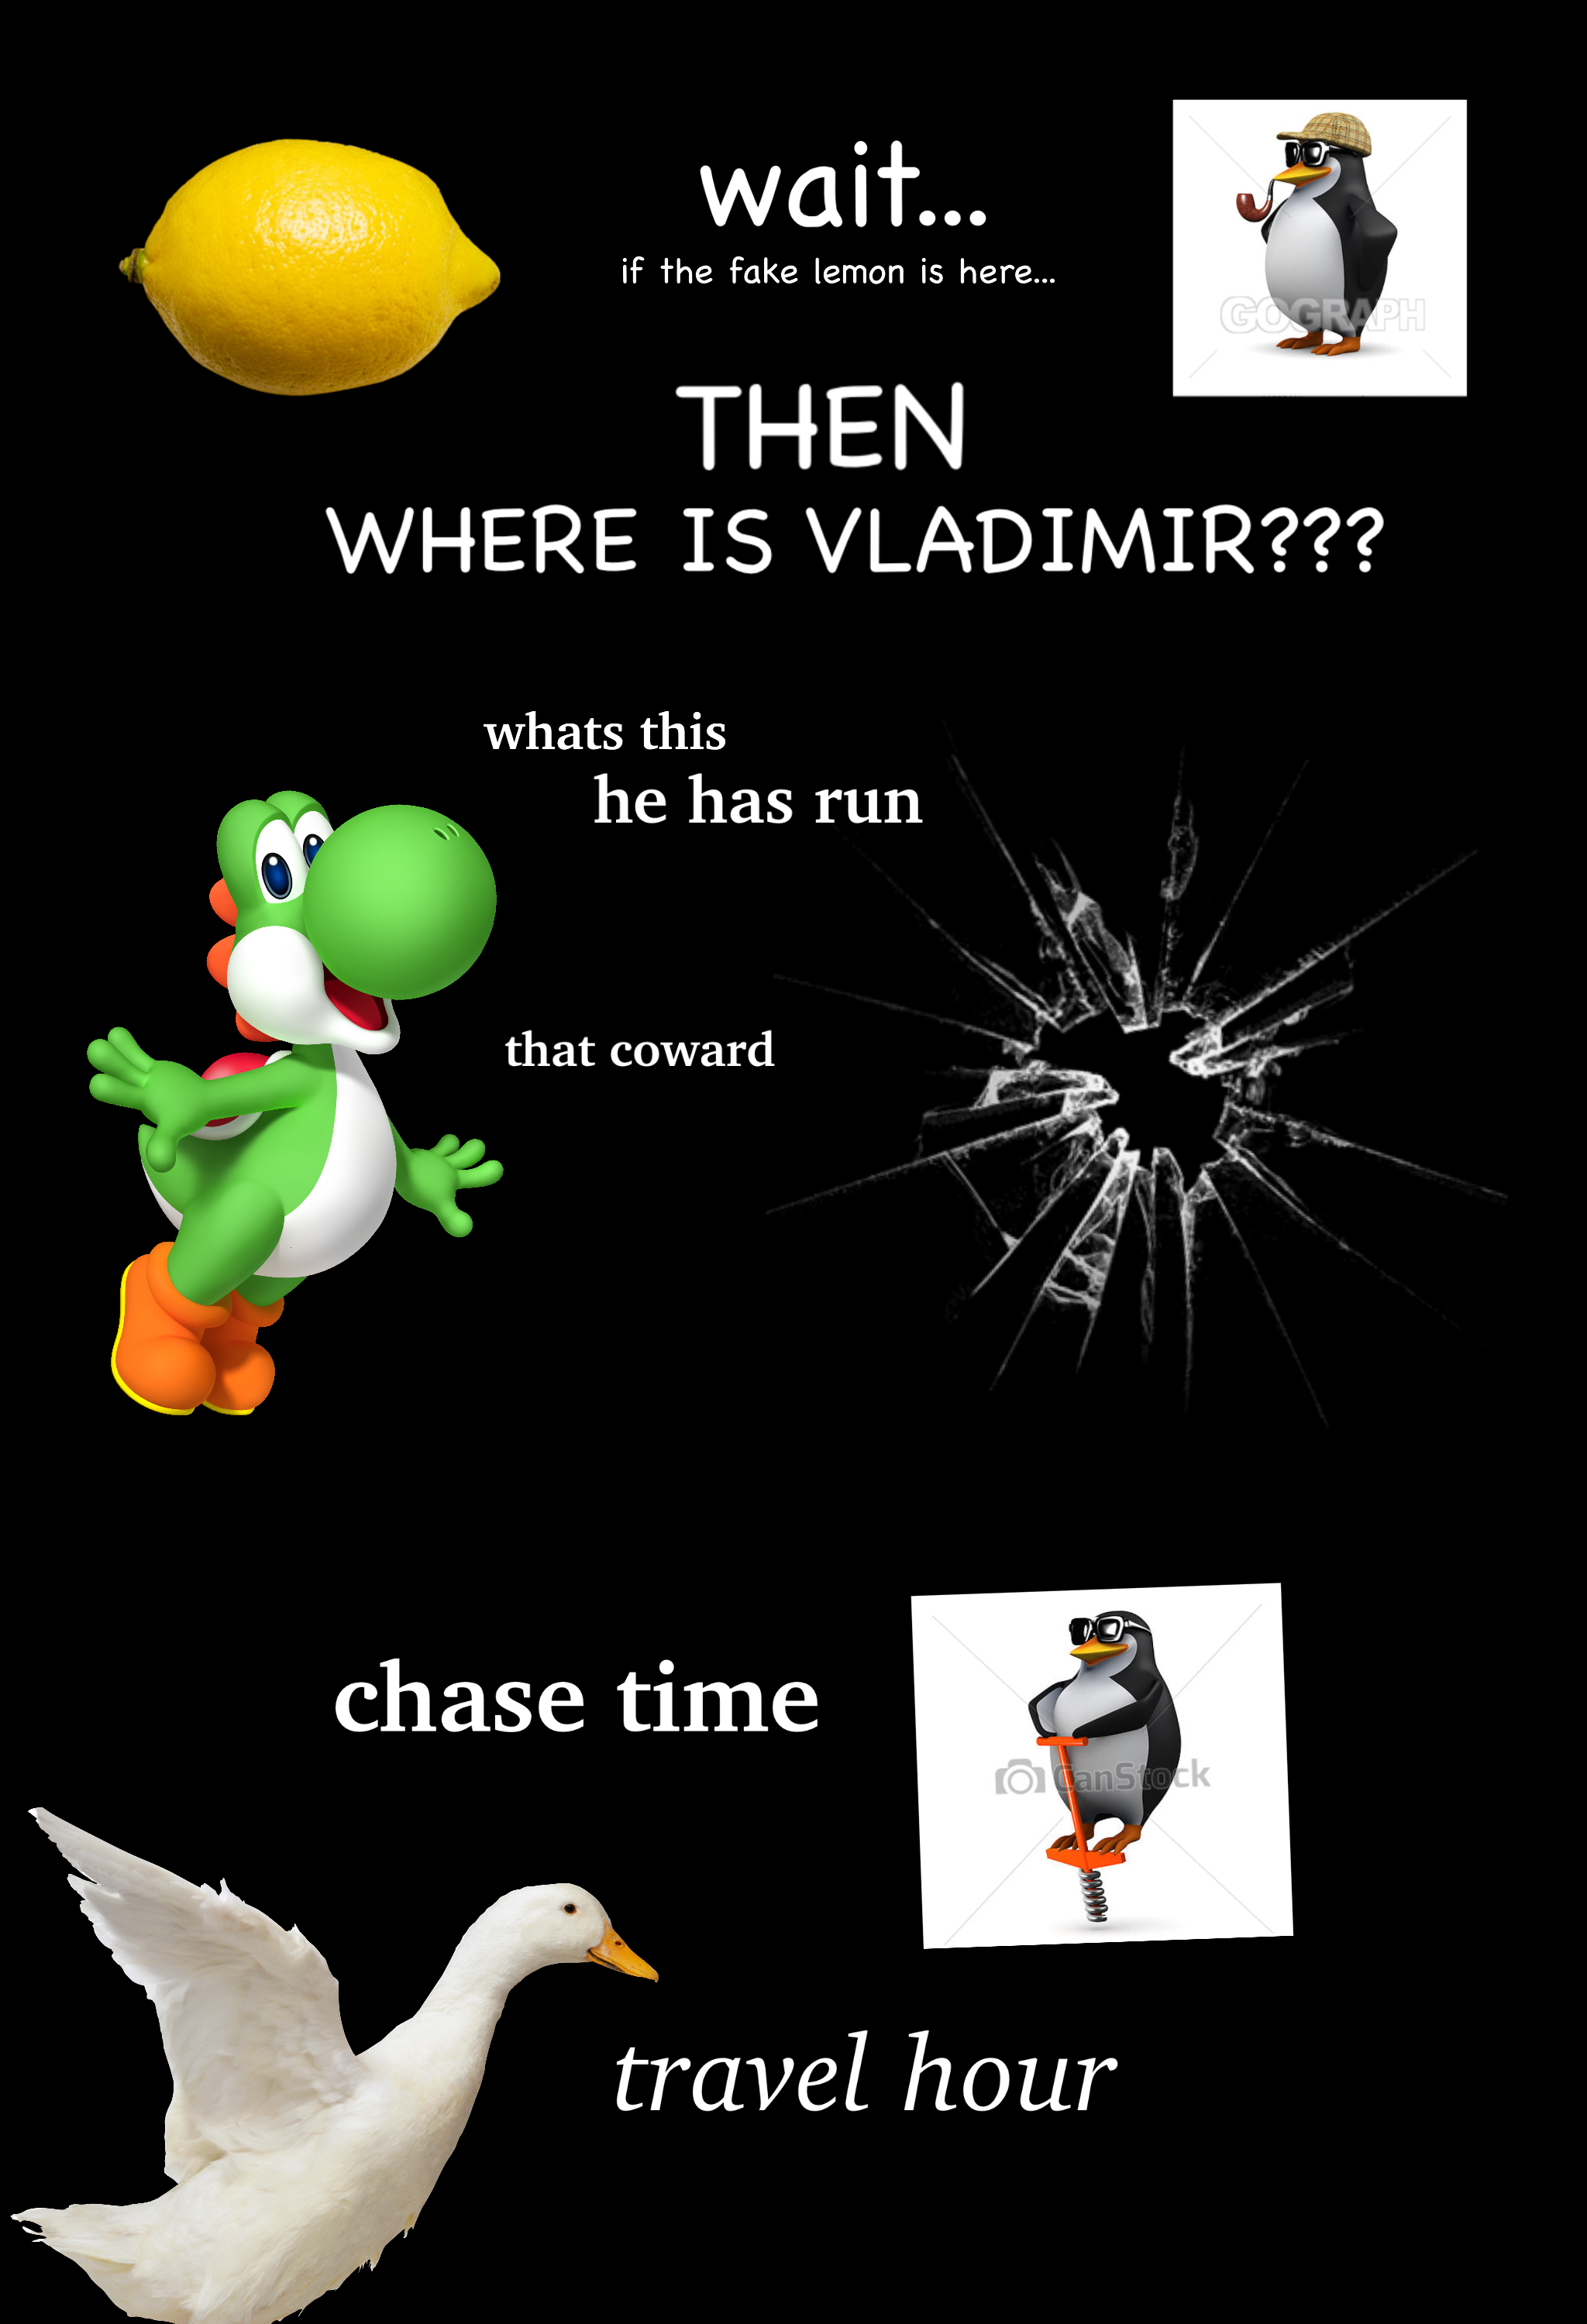 wait...
if the fake lemon is here...
GOGRAPH
THEN
WHERE IS VLADIMIR???
whats this
he has run
that coward
chase time
CanStock
travel hour